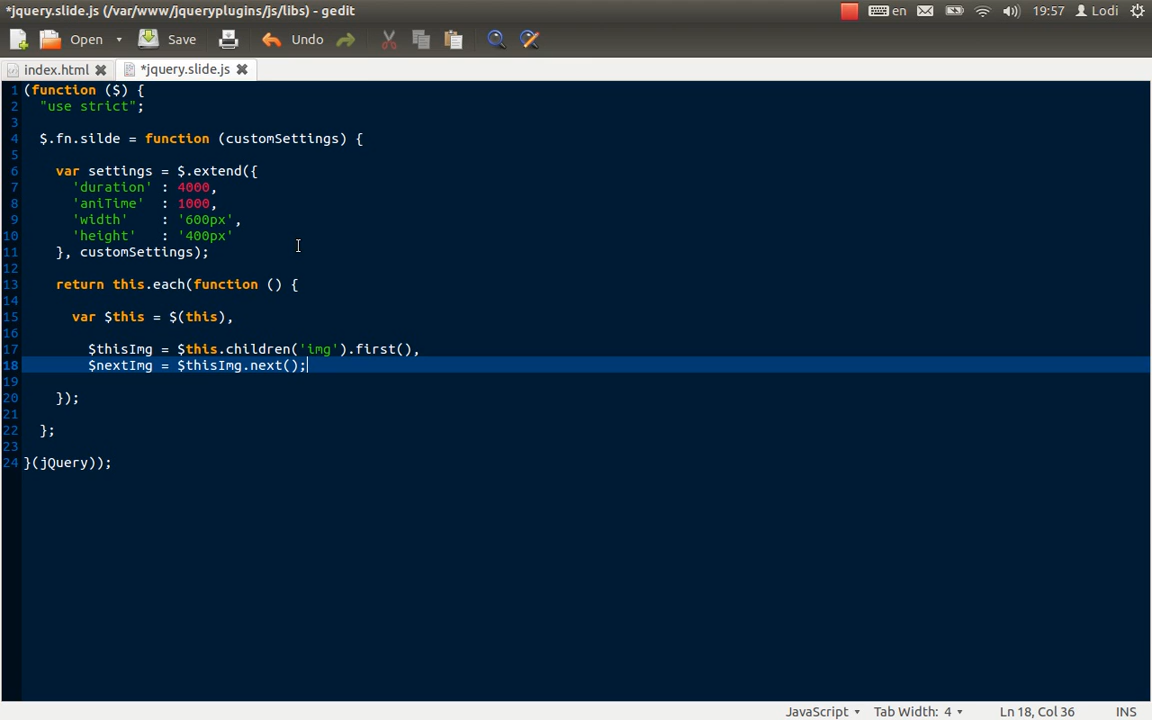 *jquery.slide.js (/var/www/jqueryplugins/js/libs) - gedit
en 19:57 Lodi
Open Save Undo
index.html *jquery.slide.js
1 (function ($) {
2 "use strict";
3
4 $.fn.silde = function (customSettings) {
5
6 var settings = $.extend({
7 'duration' : 4000,
8 'aniTime' : 1000,
9 'width' : '600px',
10 'height' : '400px'
11 }, customSettings);
12
13 return this.each(function () {
14
15 var $this = $(this),
16
17 $thisImg = $this.children('img').first(),
18 $nextImg = $thisImg.next();
19
20 });
21
22 };
23
24 }(jQuery));
JavaScript Tab Width: 4 Ln 18, Col 36 INS